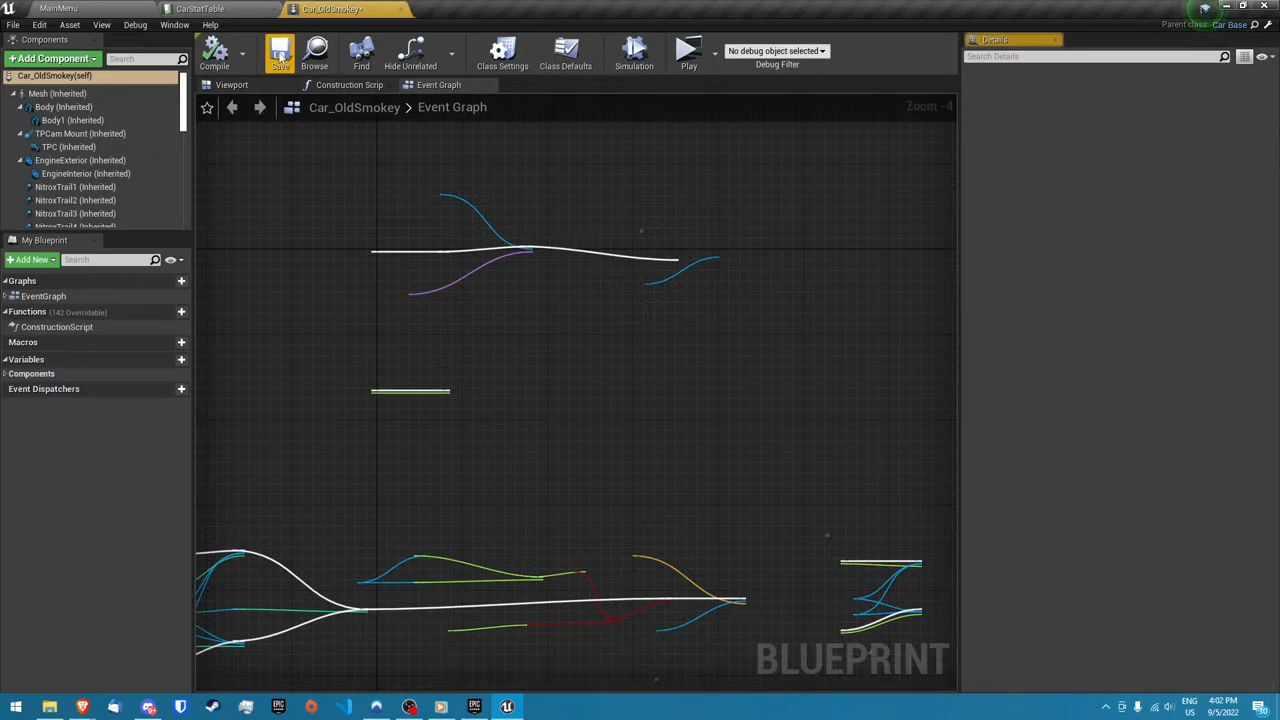 MainMenu
CarStatTable
Car_OldSmokey*
File
Edit
Asset
View
Debug
Window
Help
Parent class: Car Base
Components
Details
+ Add Component
Search
Search Details
Car_OldSmokey(self)
Mesh (Inherited)
Body (Inherited)
Body1 (Inherited)
TPCam Mount (Inherited)
TPC (Inherited)
EngineExterior (Inherited)
EngineInterior (Inherited)
NitroxTrail1 (Inherited)
NitroxTrail2 (Inherited)
NitroxTrail3 (Inherited)
NitroxTrail4 (Inherited)
Compile
Save
Browse
Find
Hide Unrelated
Class Settings
Class Defaults
Simulation
Play
No debug object selected
Debug Filter
Viewport
Construction Scrip
Event Graph
Car_OldSmokey > Event Graph
Zoom -4
My Blueprint
+ Add New
Search
Graphs
EventGraph
Functions (142 Overridable)
ConstructionScript
Macros
Variables
Components
Event Dispatchers
BLUEPRINT
ENG
US
4:02 PM
9/5/2022
30